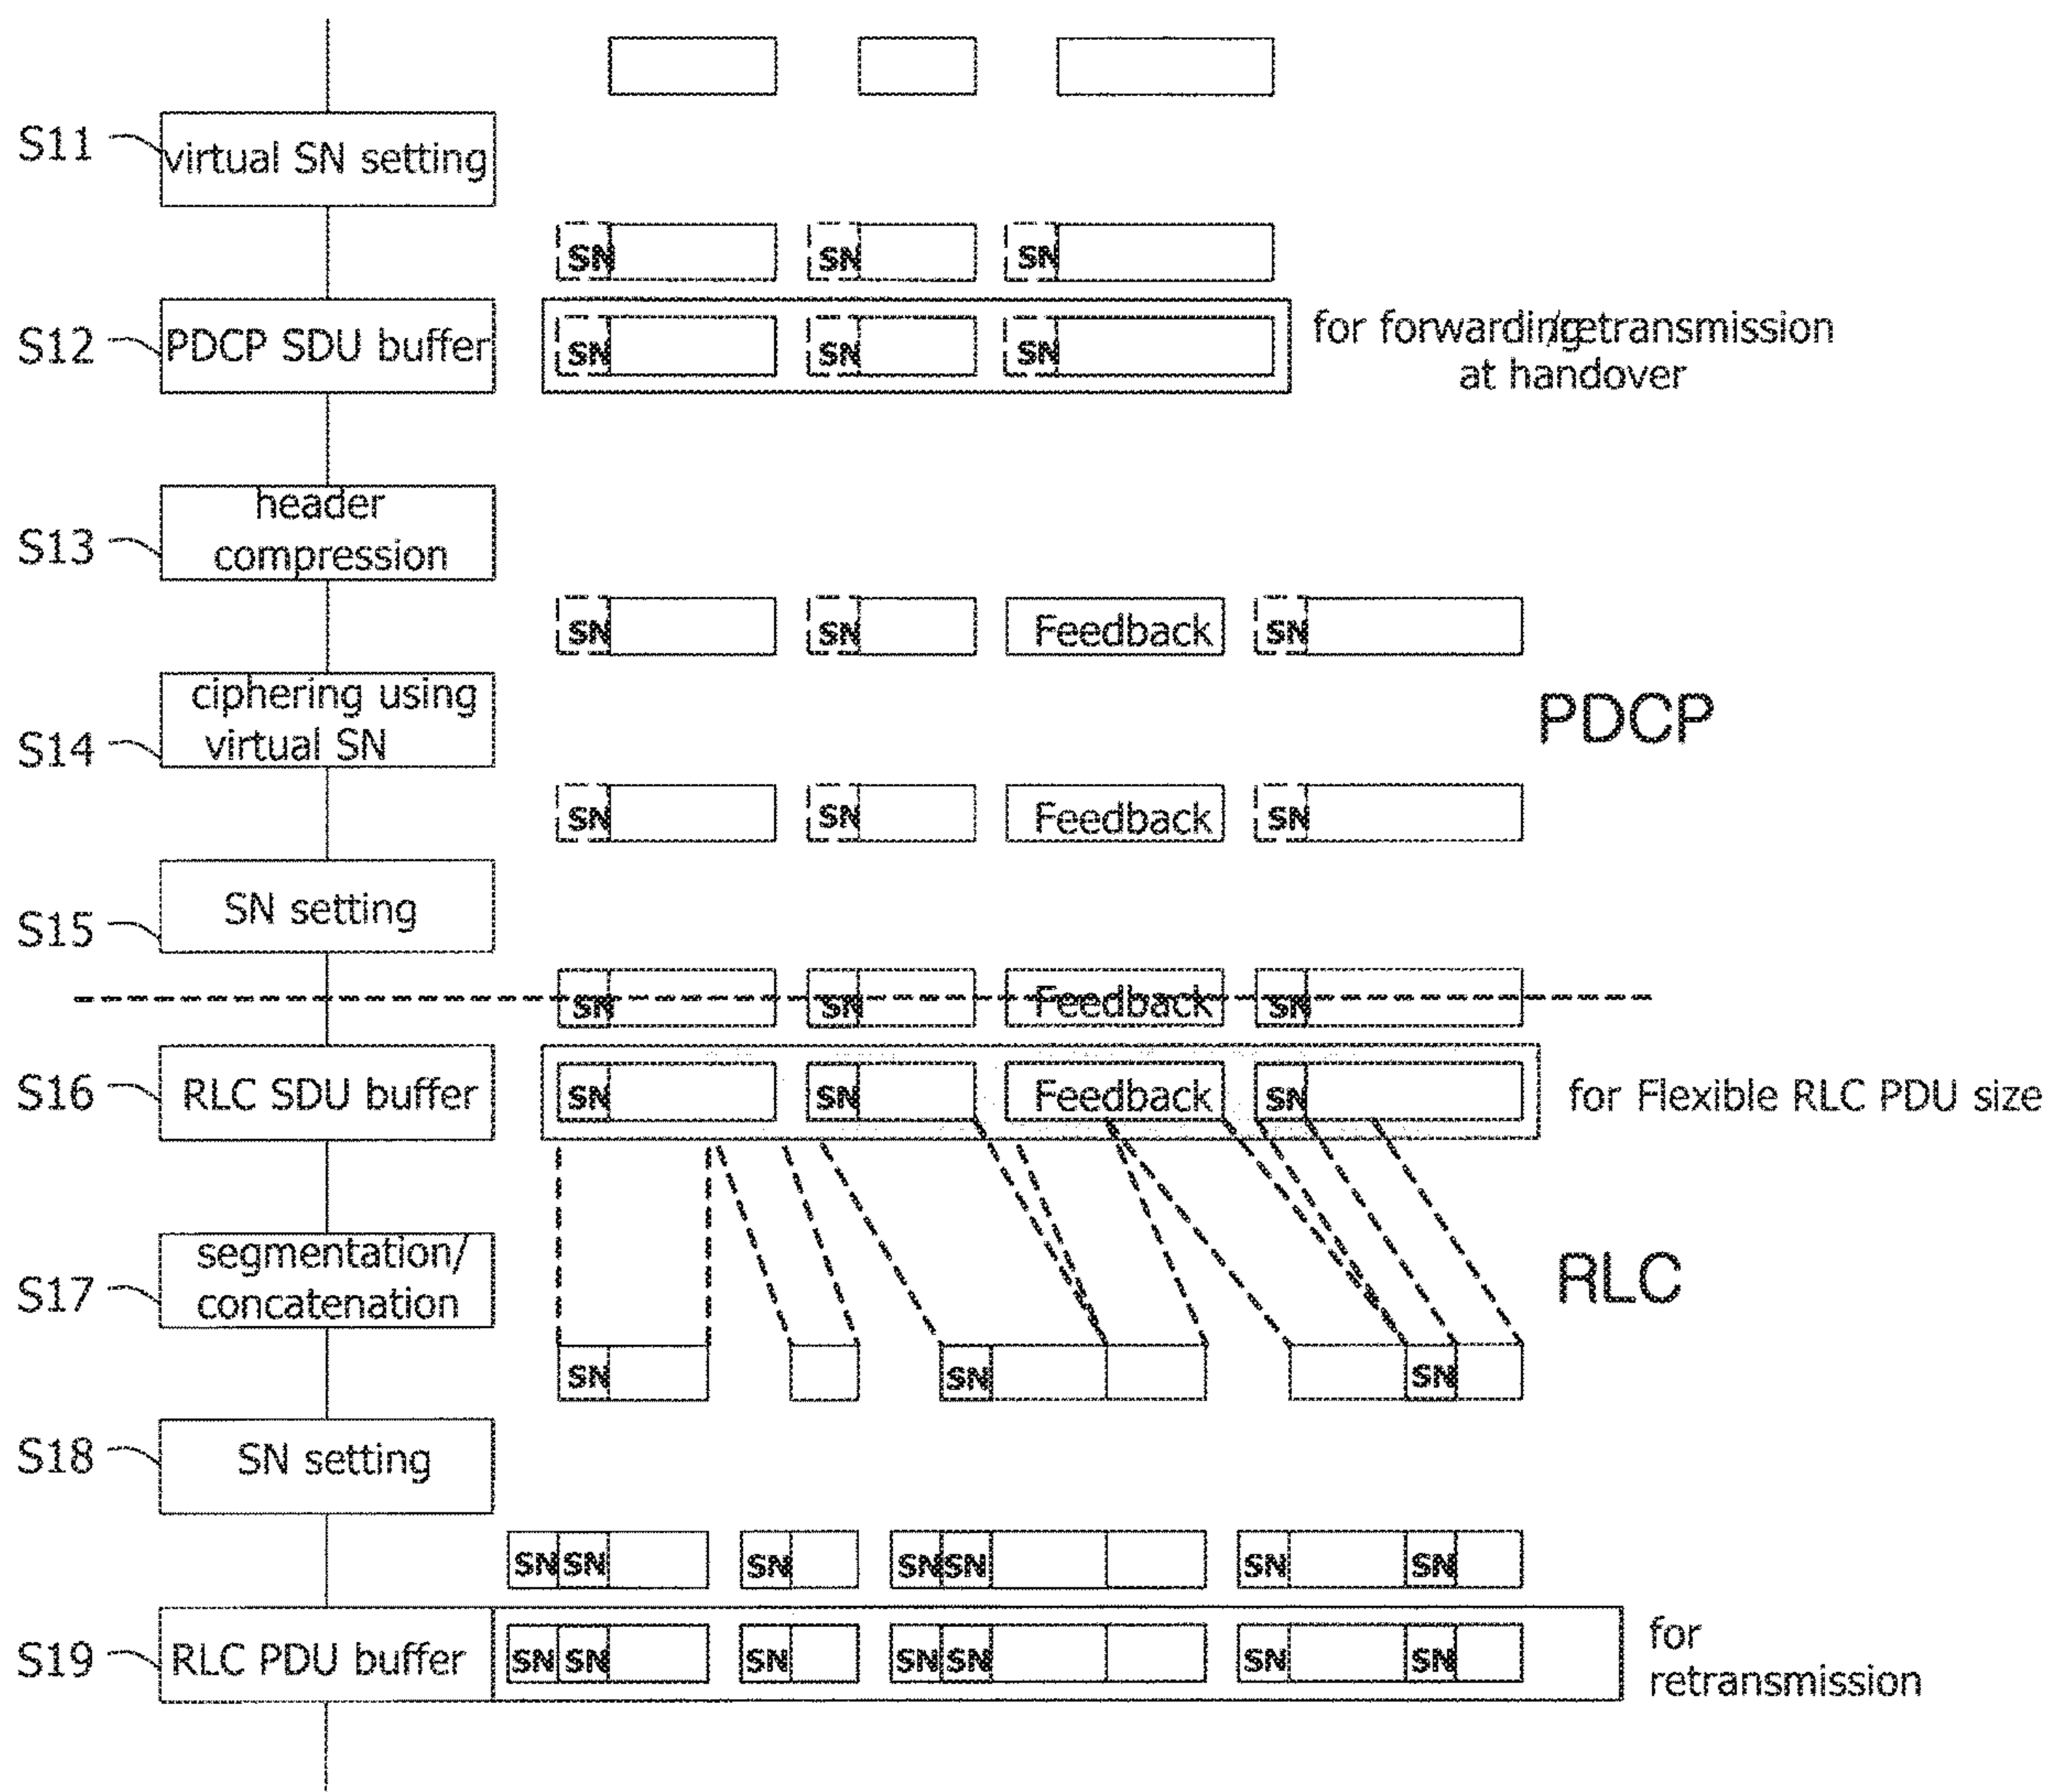 S11
virtual SN setting
SN SN SN
S12
PDCP SDU buffer
SN SN SN
for forwarding/retransmission
at handover
S13
header
compression
SN SN Feedback SN
S14
ciphering using
virtual SN
PDCP
SN SN Feedback SN
S15
SN setting
SN SN Feedback SN
S16
RLC SDU buffer
SN SN Feedback SN
for Flexible RLC PDU size
S17
segmentation/
concatenation
RLC
SN SN SN
S18
SN setting
SN SN SN SN SN SN SN
S19
RLC PDU buffer
SN SN SN SN SN SN SN
for
retransmission